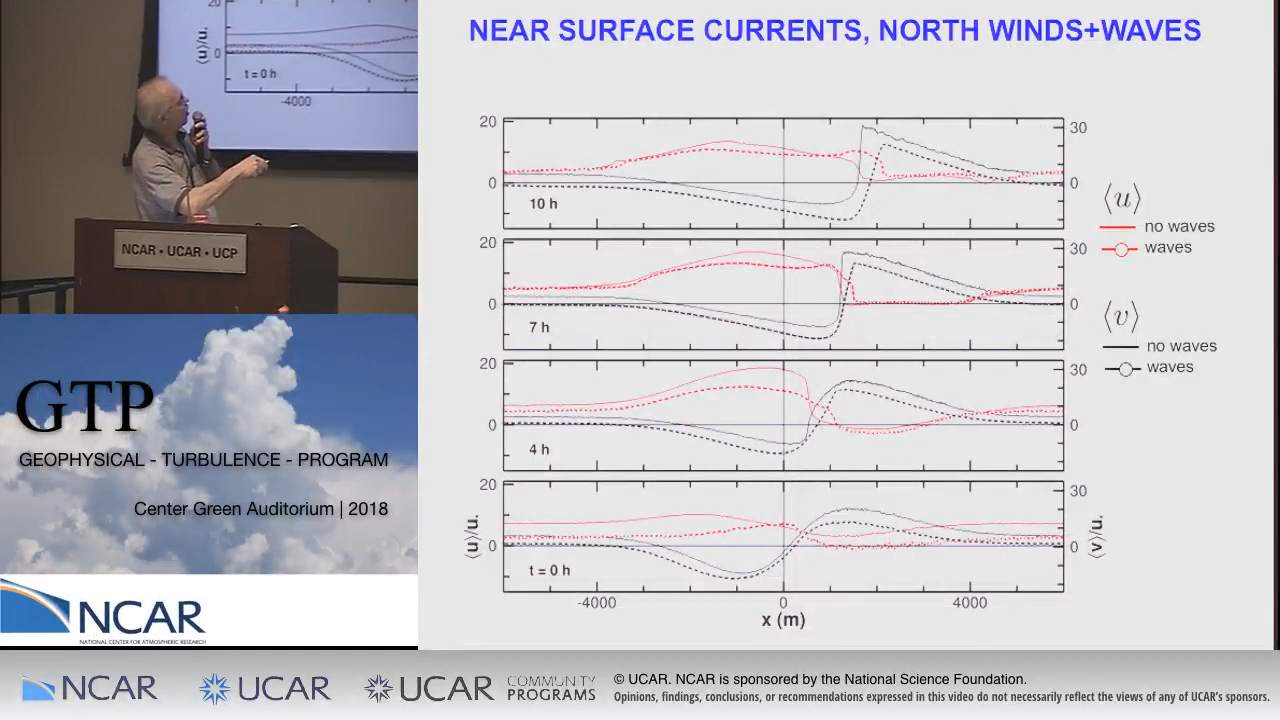 20
⟨u⟩/u.
0
t = 0 h
-4000
NCAR • UCAR • UCP
GTP
GEOPHYSICAL - TURBULENCE - PROGRAM
Center Green Auditorium | 2018
NCAR
NATIONAL CENTER FOR ATMOSPHERIC RESEARCH
NEAR SURFACE CURRENTS, NORTH WINDS+WAVES
20
30
0
0
10 h
20
30
0
0
7 h
20
30
0
0
4 h
20
30
0
0
t = 0 h
⟨u⟩/u.
⟨v⟩/u.
-4000
0
4000
x (m)
⟨u⟩
no waves
waves
⟨v⟩
no waves
waves
NCAR
UCAR
UCAR
COMMUNITY
PROGRAMS
© UCAR. NCAR is sponsored by the National Science Foundation.
Opinions, findings, conclusions, or recommendations expressed in this video do not necessarily reflect the views of any of UCAR's sponsors.